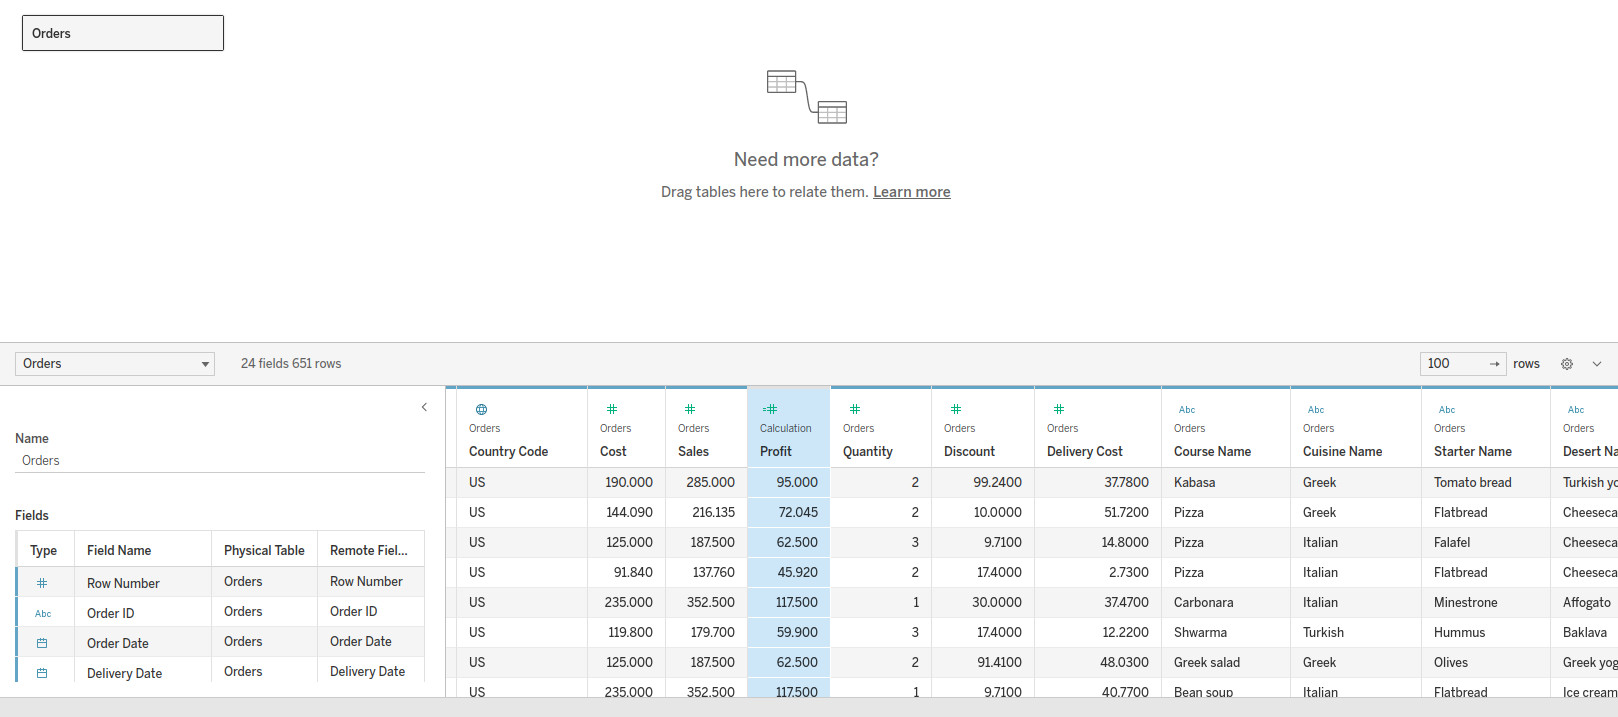 Orders
Need more data?
Drag tables here to relate them. Learn more
Orders 24 fields 651 rows 100 → rows
Name
Orders
Fields
Type Field Name Physical Table Remote Fiel...
# Row Number Orders Row Number
Abc Order ID Orders Order ID
Order Date Orders Order Date
Delivery Date Orders Delivery Date
# # =# # # # Abc Abc Abc Abc
Orders Orders Orders Calculation Orders Orders Orders Orders Orders Orders Orders
Country Code Cost Sales Profit Quantity Discount Delivery Cost Course Name Cuisine Name Starter Name Desert Na
US 190.000 285.000 95.000 2 99.2400 37.7800 Kabasa Greek Tomato bread Turkish yo
US 144.090 216.135 72.045 2 10.0000 51.7200 Pizza Greek Flatbread Cheeseca
US 125.000 187.500 62.500 3 9.7100 14.8000 Pizza Italian Falafel Cheeseca
US 91.840 137.760 45.920 2 17.4000 2.7300 Pizza Italian Flatbread Cheeseca
US 235.000 352.500 117.500 1 30.0000 37.4700 Carbonara Italian Minestrone Affogato
US 119.800 179.700 59.900 3 17.4000 12.2200 Shwarma Turkish Hummus Baklava
US 125.000 187.500 62.500 2 91.4100 48.0300 Greek salad Greek Olives Greek yog
US 235.000 352.500 117.500 1 9.7100 40.7700 Bean soup Italian Flatbread Ice cream